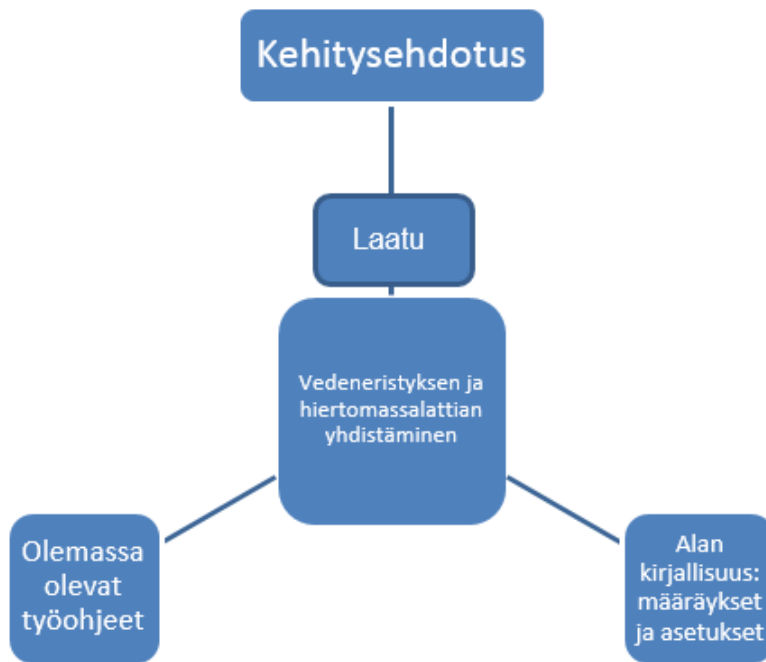 Kehitysehdotus
Laatu
Vedeneristyksen ja
hiertomassalattian
yhdistäminen
Olemassa
olevat
työohjeet
Alan
kirjallisuus:
määräykset
ja asetukset